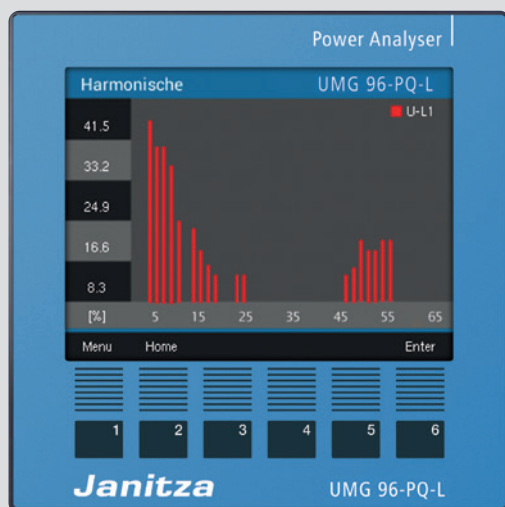 Power Analyser
Harmonische UMG 96-PQ-L
U-L1
41.5
33.2
24.9
16.6
8.3
[%] 5 15 25 35 45 55 65
Menu Home Enter
1 2 3 4 5 6
Janitza UMG 96-PQ-L